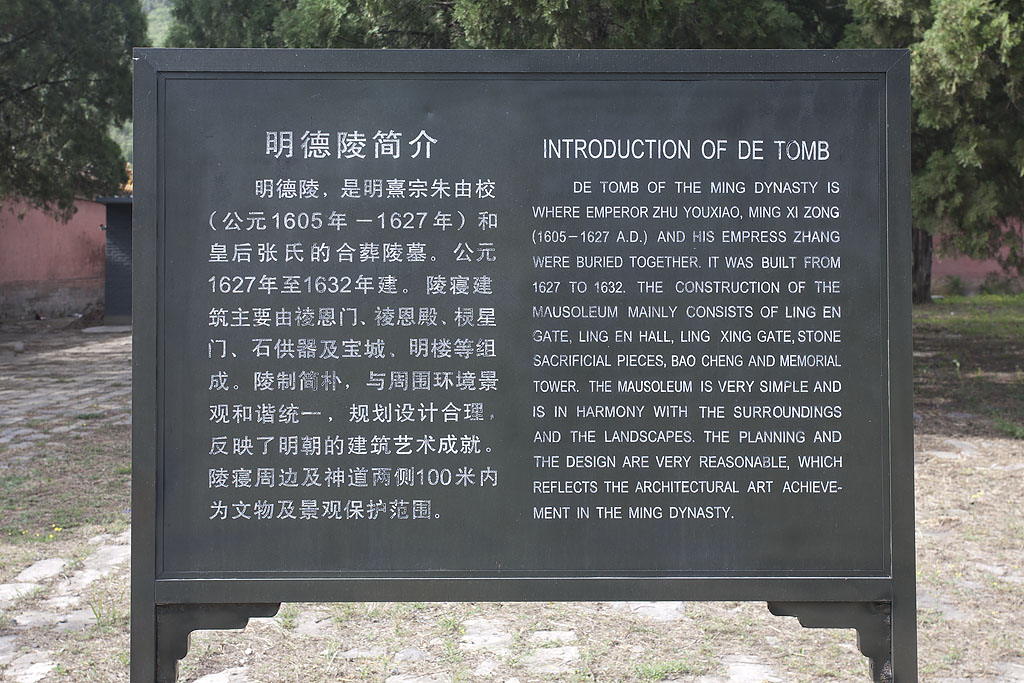 明德陵简介
明德陵，是明熹宗朱由校
（公元1605年－1627年）和
皇后张氏的合葬陵墓。公元
1627年至1632年建。陵寝建
筑主要由祾恩门、祾恩殿、棂星
门、石供器及宝城、明楼等组
成。陵制简朴，与周围环境景
观和谐统一，规划设计合理，
反映了明朝的建筑艺术成就。
陵寝周边及神道两侧100米内
为文物及景观保护范围。
INTRODUCTION OF DE TOMB
DE TOMB OF THE MING DYNASTY IS
WHERE EMPEROR ZHU YOUXIAO, MING XI ZONG
(1605－1627 A.D.) AND HIS EMPRESS ZHANG
WERE BURIED TOGETHER. IT WAS BUILT FROM
1627 TO 1632. THE CONSTRUCTION OF THE
MAUSOLEUM MAINLY CONSISTS OF LING EN
GATE, LING EN HALL, LING XING GATE, STONE
SACRIFICIAL PIECES, BAO CHENG AND MEMORIAL
TOWER. THE MAUSOLEUM IS VERY SIMPLE AND
IS IN HARMONY WITH THE SURROUNDINGS
AND THE LANDSCAPES. THE PLANNING AND
THE DESIGN ARE VERY REASONABLE, WHICH
REFLECTS THE ARCHITECTURAL ART ACHIEVE-
MENT IN THE MING DYNASTY.